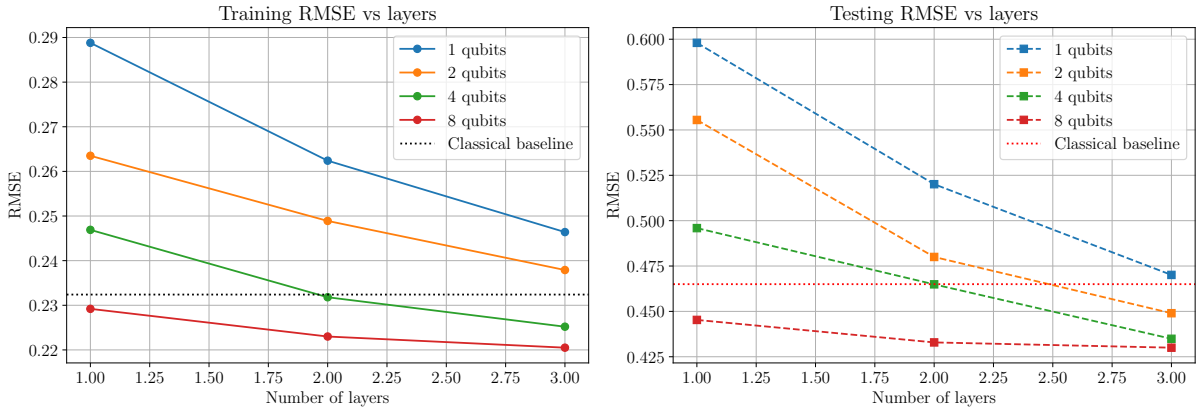 Training RMSE vs layers
RMSE
0.29
0.28
0.27
0.26
0.25
0.24
0.23
0.22
1 qubits
2 qubits
4 qubits
8 qubits
Classical baseline
1.00 1.25 1.50 1.75 2.00 2.25 2.50 2.75 3.00
Number of layers
Testing RMSE vs layers
RMSE
0.600
0.575
0.550
0.525
0.500
0.475
0.450
0.425
1 qubits
2 qubits
4 qubits
8 qubits
Classical baseline
1.00 1.25 1.50 1.75 2.00 2.25 2.50 2.75 3.00
Number of layers